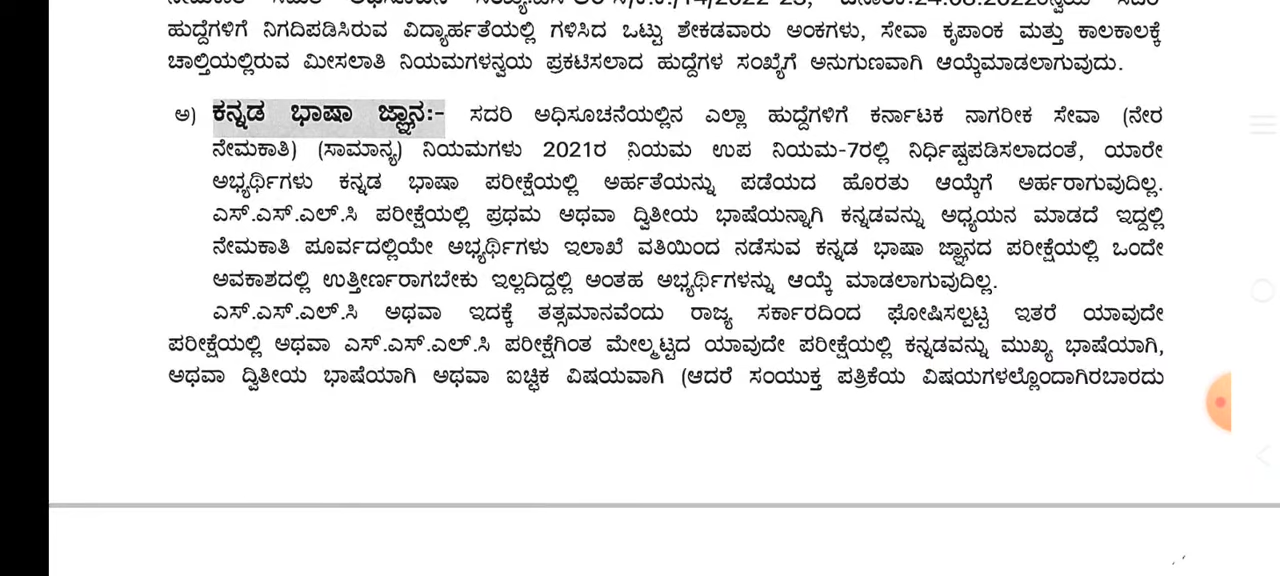 ಹುದ್ದೆಗಳಿಗೆ ನಿಗದಿಪಡಿಸಿರುವ ವಿದ್ಯಾರ್ಹತೆಯಲ್ಲಿ ಗಳಿಸಿದ ಒಟ್ಟು ಶೇಕಡವಾರು ಅಂಕಗಳು, ಸೇವಾ ಕೃಪಾಂಕ ಮತ್ತು ಕಾಲಕಾಲಕ್ಕೆ
ಚಾಲ್ತಿಯಲ್ಲಿರುವ ಮೀಸಲಾತಿ ನಿಯಮಗಳನ್ವಯ ಪ್ರಕಟಿಸಲಾದ ಹುದ್ದೆಗಳ ಸಂಖ್ಯೆಗೆ ಅನುಗುಣವಾಗಿ ಆಯ್ಕೆಮಾಡಲಾಗುವುದು.
ಅ) ಕನ್ನಡ ಭಾಷಾ ಜ್ಞಾನ:- ಸದರಿ ಅಧಿಸೂಚನೆಯಲ್ಲಿನ ಎಲ್ಲಾ ಹುದ್ದೆಗಳಿಗೆ ಕರ್ನಾಟಕ ನಾಗರೀಕ ಸೇವಾ (ನೇರ
ನೇಮಕಾತಿ) (ಸಾಮಾನ್ಯ) ನಿಯಮಗಳು 2021ರ ನಿಯಮ ಉಪ ನಿಯಮ-7ರಲ್ಲಿ ನಿರ್ಧಿಷ್ಟಪಡಿಸಲಾದಂತೆ, ಯಾರೇ
ಅಭ್ಯರ್ಥಿಗಳು ಕನ್ನಡ ಭಾಷಾ ಪರೀಕ್ಷೆಯಲ್ಲಿ ಅರ್ಹತೆಯನ್ನು ಪಡೆಯದ ಹೊರತು ಆಯ್ಕೆಗೆ ಅರ್ಹರಾಗುವುದಿಲ್ಲ.
ಎಸ್.ಎಸ್.ಎಲ್.ಸಿ ಪರೀಕ್ಷೆಯಲ್ಲಿ ಪ್ರಥಮ ಅಥವಾ ದ್ವಿತೀಯ ಭಾಷೆಯನ್ನಾಗಿ ಕನ್ನಡವನ್ನು ಅಧ್ಯಯನ ಮಾಡದೆ ಇದ್ದಲ್ಲಿ
ನೇಮಕಾತಿ ಪೂರ್ವದಲ್ಲಿಯೇ ಅಭ್ಯರ್ಥಿಗಳು ಇಲಾಖೆ ವತಿಯಿಂದ ನಡೆಸುವ ಕನ್ನಡ ಭಾಷಾ ಜ್ಞಾನದ ಪರೀಕ್ಷೆಯಲ್ಲಿ ಒಂದೇ
ಅವಕಾಶದಲ್ಲಿ ಉತ್ತೀರ್ಣರಾಗಬೇಕು ಇಲ್ಲದಿದ್ದಲ್ಲಿ ಅಂತಹ ಅಭ್ಯರ್ಥಿಗಳನ್ನು ಆಯ್ಕೆ ಮಾಡಲಾಗುವುದಿಲ್ಲ.
ಎಸ್.ಎಸ್.ಎಲ್.ಸಿ ಅಥವಾ ಇದಕ್ಕೆ ತತ್ಸಮಾನವೆಂದು ರಾಜ್ಯ ಸರ್ಕಾರದಿಂದ ಘೋಷಿಸಲ್ಪಟ್ಟ ಇತರೆ ಯಾವುದೇ
ಪರೀಕ್ಷೆಯಲ್ಲಿ ಅಥವಾ ಎಸ್.ಎಸ್.ಎಲ್.ಸಿ ಪರೀಕ್ಷೆಗಿಂತ ಮೇಲ್ಮಟ್ಟದ ಯಾವುದೇ ಪರೀಕ್ಷೆಯಲ್ಲಿ ಕನ್ನಡವನ್ನು ಮುಖ್ಯ ಭಾಷೆಯಾಗಿ,
ಅಥವಾ ದ್ವಿತೀಯ ಭಾಷೆಯಾಗಿ ಅಥವಾ ಐಚ್ಛಿಕ ವಿಷಯವಾಗಿ (ಆದರೆ ಸಂಯುಕ್ತ ಪತ್ರಿಕೆಯ ವಿಷಯಗಳಲ್ಲೊಂದಾಗಿರಬಾರದು